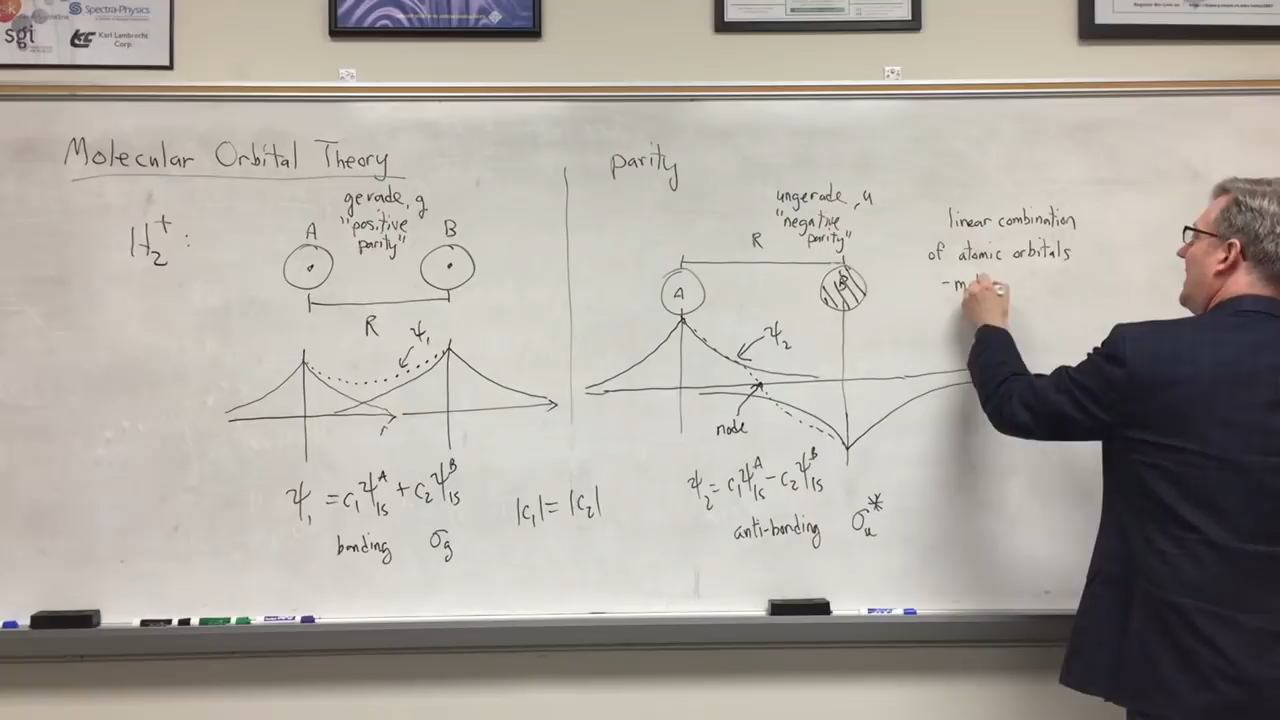 sgi
Spectra-Physics
Karl Lambrecht
Corp.
Molecular Orbital Theory
H₂⁺:
gerade, g
"positive
parity"
A
B
R
ψ₁
r
ψ₁ = c₁ψ₁ₛᴬ + c₂ψ₁ₛᴮ
bonding σg
|c₁| = |c₂|
parity
ungerade, u
"negative
parity"
R
A
B
ψ₂
node
ψ₂ = c₁ψ₁ₛᴬ - c₂ψ₁ₛᴮ
anti-bonding σu*
linear combination
of atomic orbitals
- m